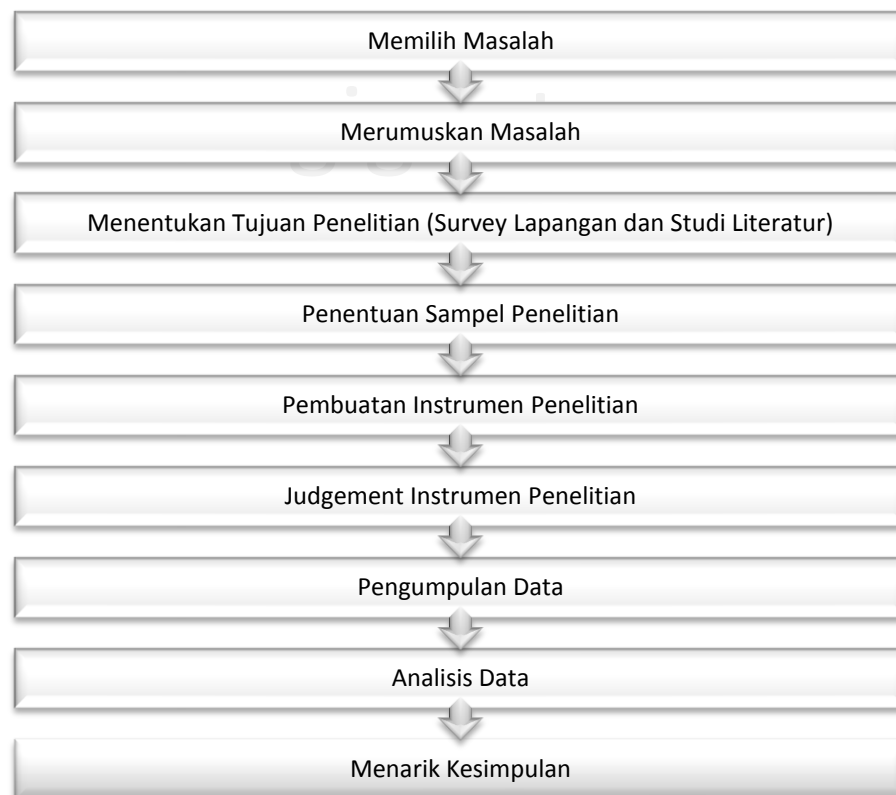 Memilih Masalah
Merumuskan Masalah
Menentukan Tujuan Penelitian (Survey Lapangan dan Studi Literatur)
Penentuan Sampel Penelitian
Pembuatan Instrumen Penelitian
Judgement Instrumen Penelitian
Pengumpulan Data
Analisis Data
Menarik Kesimpulan